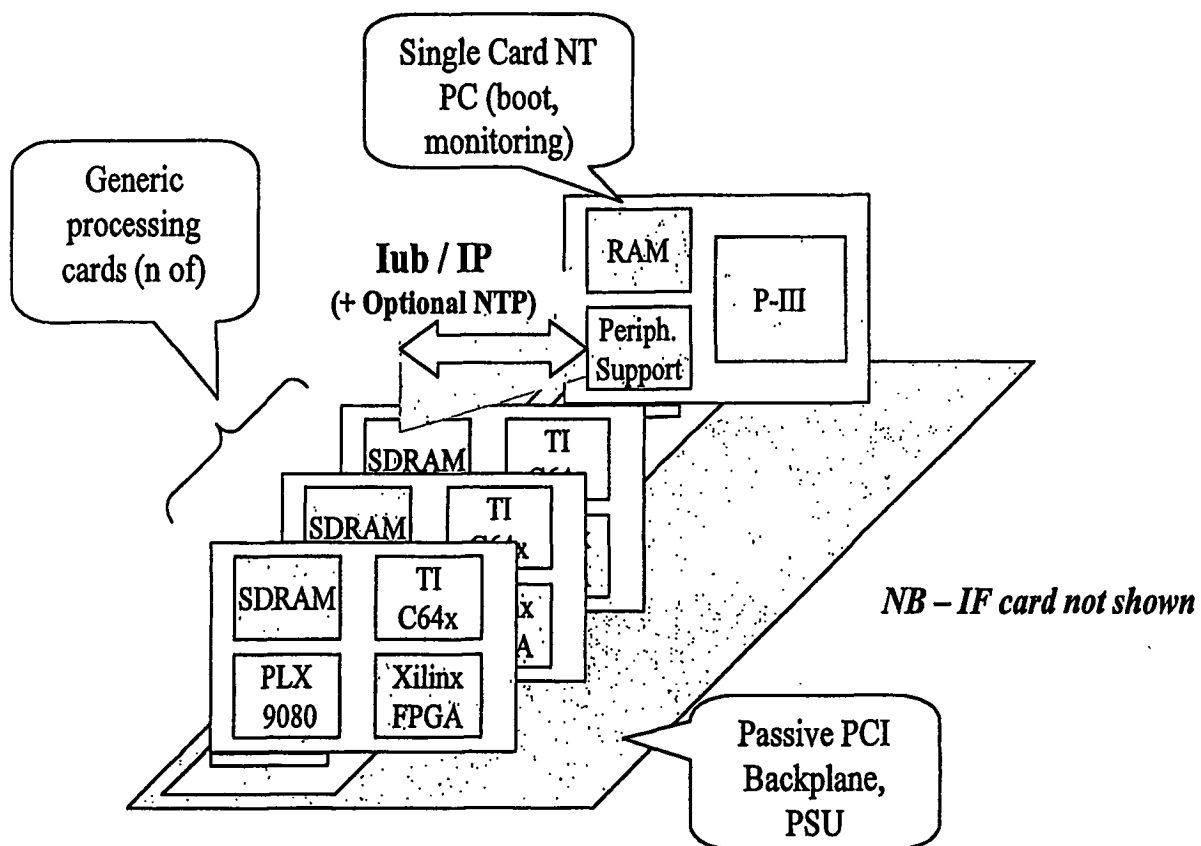 Single Card NT
PC (boot,
monitoring)
Generic
processing
cards (n of)
Iub / IP
(+ Optional NTP)
RAM
P-III
Periph.
Support
SDRAM
TI
SDRAM
TI
SDRAM
TI
C64x
PLX
9080
Xilinx
FPGA
NB – IF card not shown
Passive PCI
Backplane,
PSU